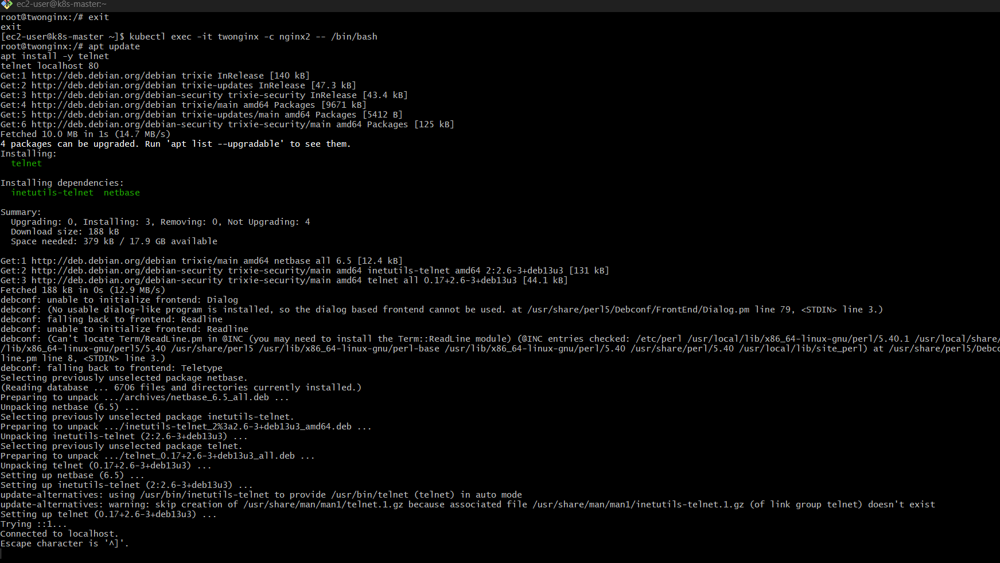 ec2-user@k8s-master:~
root@twonginx:/# exit
exit
[ec2-user@k8s-master ~]$ kubectl exec -it twonginx -c nginx2 -- /bin/bash
root@twonginx:/# apt update
apt install -y telnet
telnet localhost 80
Get:1 http://deb.debian.org/debian trixie InRelease [140 kB]
Get:2 http://deb.debian.org/debian trixie-updates InRelease [47.3 kB]
Get:3 http://deb.debian.org/debian-security trixie-security InRelease [43.4 kB]
Get:4 http://deb.debian.org/debian trixie/main amd64 Packages [9671 kB]
Get:5 http://deb.debian.org/debian trixie-updates/main amd64 Packages [5412 B]
Get:6 http://deb.debian.org/debian-security trixie-security/main amd64 Packages [125 kB]
Fetched 10.0 MB in 1s (14.7 MB/s)
4 packages can be upgraded. Run 'apt list --upgradable' to see them.
Installing:
  telnet

Installing dependencies:
  inetutils-telnet  netbase

Summary:
  Upgrading: 0, Installing: 3, Removing: 0, Not Upgrading: 4
  Download size: 188 kB
  Space needed: 379 kB / 17.9 GB available

Get:1 http://deb.debian.org/debian trixie/main amd64 netbase all 6.5 [12.4 kB]
Get:2 http://deb.debian.org/debian-security trixie-security/main amd64 inetutils-telnet amd64 2:2.6-3+deb13u3 [131 kB]
Get:3 http://deb.debian.org/debian-security trixie-security/main amd64 telnet all 0.17+2.6-3+deb13u3 [44.1 kB]
Fetched 188 kB in 0s (12.9 MB/s)
debconf: unable to initialize frontend: Dialog
debconf: (No usable dialog-like program is installed, so the dialog based frontend cannot be used. at /usr/share/perl5/Debconf/FrontEnd/Dialog.pm line 79, <STDIN> line 3.)
debconf: falling back to frontend: Readline
debconf: unable to initialize frontend: Readline
debconf: (Can't locate Term/ReadLine.pm in @INC (you may need to install the Term::ReadLine module) (@INC entries checked: /etc/perl /usr/local/lib/x86_64-linux-gnu/perl/5.40.1 /usr/local/share/
/lib/x86_64-linux-gnu/perl5/5.40 /usr/share/perl5 /usr/lib/x86_64-linux-gnu/perl-base /usr/lib/x86_64-linux-gnu/perl/5.40 /usr/share/perl/5.40 /usr/local/lib/site_perl) at /usr/share/perl5/Debco
line.pm line 8, <STDIN> line 3.)
debconf: falling back to frontend: Teletype
Selecting previously unselected package netbase.
(Reading database ... 6706 files and directories currently installed.)
Preparing to unpack .../archives/netbase_6.5_all.deb ...
Unpacking netbase (6.5) ...
Selecting previously unselected package inetutils-telnet.
Preparing to unpack .../inetutils-telnet_2%3a2.6-3+deb13u3_amd64.deb ...
Unpacking inetutils-telnet (2:2.6-3+deb13u3) ...
Selecting previously unselected package telnet.
Preparing to unpack .../telnet_0.17+2.6-3+deb13u3_all.deb ...
Unpacking telnet (0.17+2.6-3+deb13u3) ...
Setting up netbase (6.5) ...
Setting up inetutils-telnet (2:2.6-3+deb13u3) ...
update-alternatives: using /usr/bin/inetutils-telnet to provide /usr/bin/telnet (telnet) in auto mode
update-alternatives: warning: skip creation of /usr/share/man/man1/telnet.1.gz because associated file /usr/share/man/man1/inetutils-telnet.1.gz (of link group telnet) doesn't exist
Setting up telnet (0.17+2.6-3+deb13u3) ...
Trying ::1...
Connected to localhost.
Escape character is '^]'.